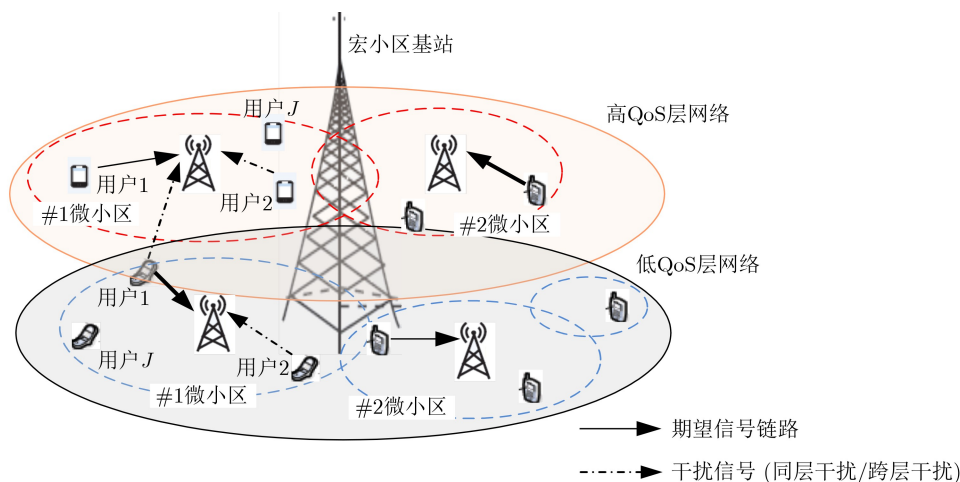 宏小区基站
用户J
高QoS层网络
用户1
用户2
#1微小区
#2微小区
低QoS层网络
用户1
用户J
用户2
#1微小区
#2微小区
期望信号链路
干扰信号 (同层干扰/跨层干扰)